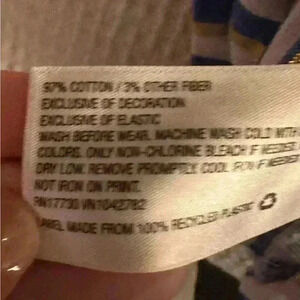 97% COTTON / 3% OTHER FIBER
EXCLUSIVE OF DECORATION
EXCLUSIVE OF ELASTIC
WASH BEFORE WEAR. MACHINE WASH COLD WITH
COLORS. ONLY NON-CHLORINE BLEACH IF NEEDED.
DRY LOW. REMOVE PROMPTLY. COOL IRON IF NEEDED
NOT IRON ON PRINT.
RN17730 VN1042782
LABEL MADE FROM 100% RECYCLED PLASTIC